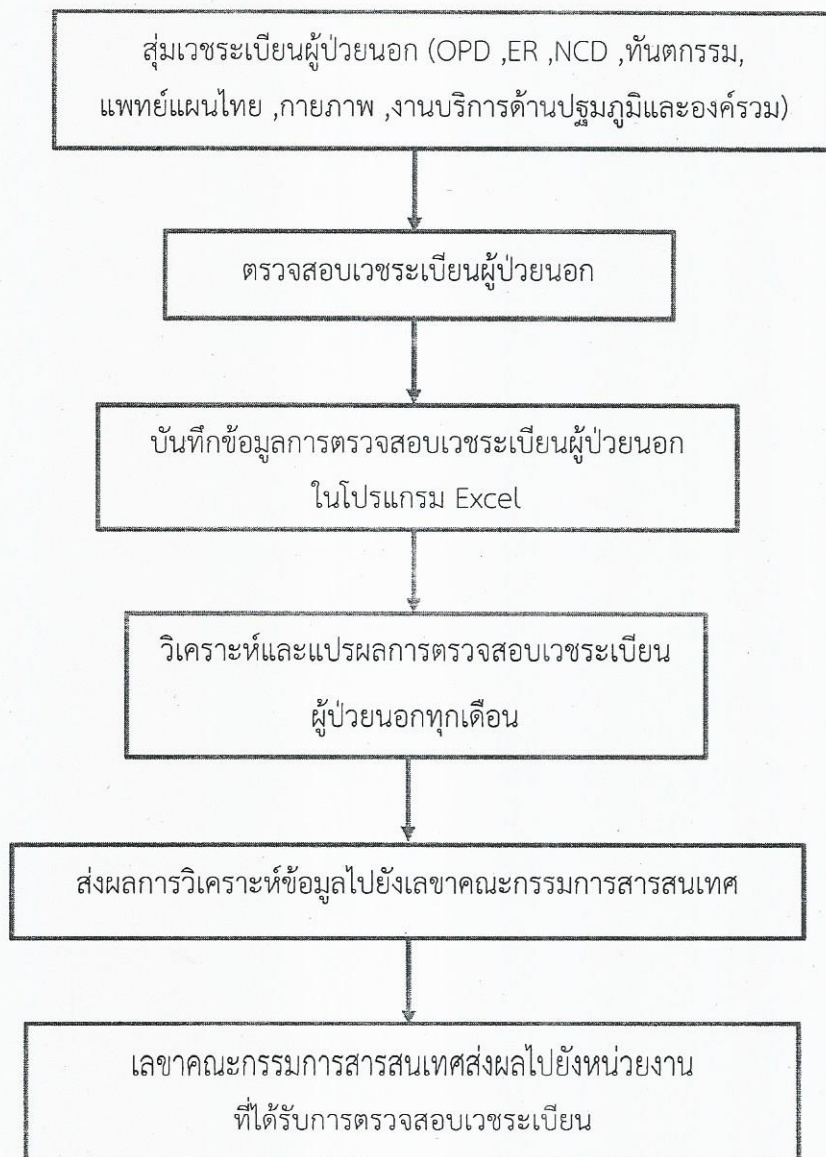 สุ่มเวชระเบียนผู้ป่วยนอก (OPD ,ER ,NCD ,ทันตกรรม,
แพทย์แผนไทย ,กายภาพ ,งานบริการด้านปฐมภูมิและองค์รวม)
ตรวจสอบเวชระเบียนผู้ป่วยนอก
บันทึกข้อมูลการตรวจสอบเวชระเบียนผู้ป่วยนอก
ในโปรแกรม Excel
วิเคราะห์และแปรผลการตรวจสอบเวชระเบียน
ผู้ป่วยนอกทุกเดือน
ส่งผลการวิเคราะห์ข้อมูลไปยังเลขาคณะกรรมการสารสนเทศ
เลขาคณะกรรมการสารสนเทศส่งผลไปยังหน่วยงาน
ที่ได้รับการตรวจสอบเวชระเบียน